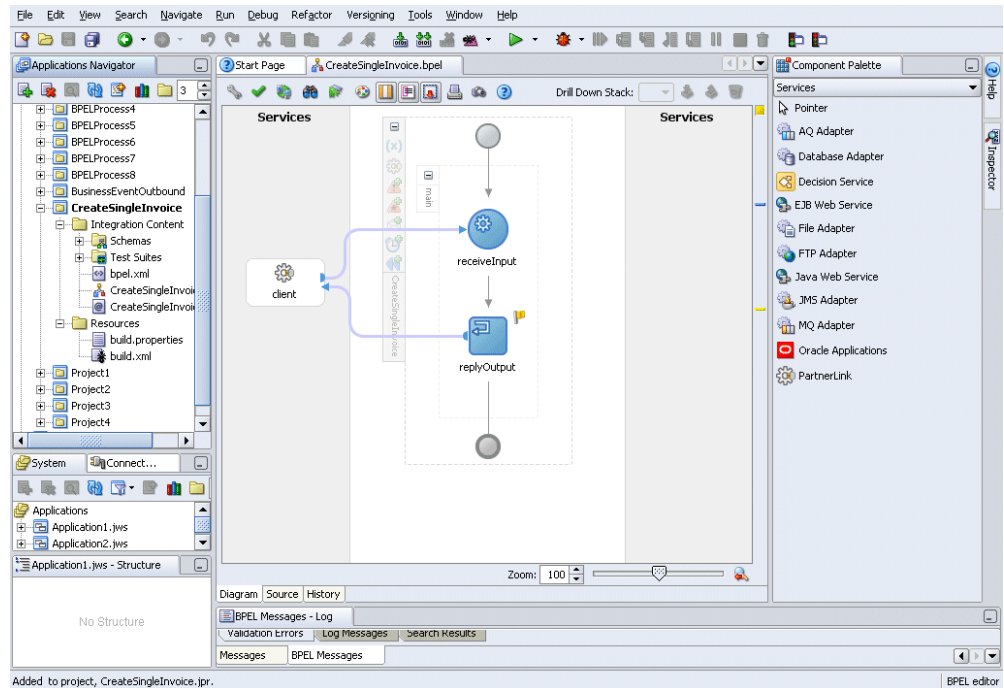 File Edit View Search Navigate Run Debug Refactor Versioning Tools Window Help
Applications Navigator
3
BPELProcess4
BPELProcess5
BPELProcess6
BPELProcess7
BPELProcess8
BusinessEventOutbound
CreateSingleInvoice
Integration Content
Schemas
Test Suites
bpel.xml
CreateSingleInvoi
CreateSingleInvoi
Resources
build.properties
build.xml
Project1
Project2
Project3
Project4
System Connect...
Applications
Application1.jws
Application2.jws
Application1.jws - Structure
No Structure
Start Page CreateSingleInvoice.bpel
Drill Down Stack:
Services
Services
main
CreateSingleInvoice
receiveInput
client
replyOutput
Zoom: 100
Diagram Source History
BPEL Messages - Log
Validation Errors Log Messages Search Results
Messages BPEL Messages
Component Palette
Services
Pointer
AQ Adapter
Database Adapter
Decision Service
EJB Web Service
File Adapter
FTP Adapter
Java Web Service
JMS Adapter
MQ Adapter
Oracle Applications
PartnerLink
Help
Inspector
Added to project, CreateSingleInvoice.jpr.
BPEL editor